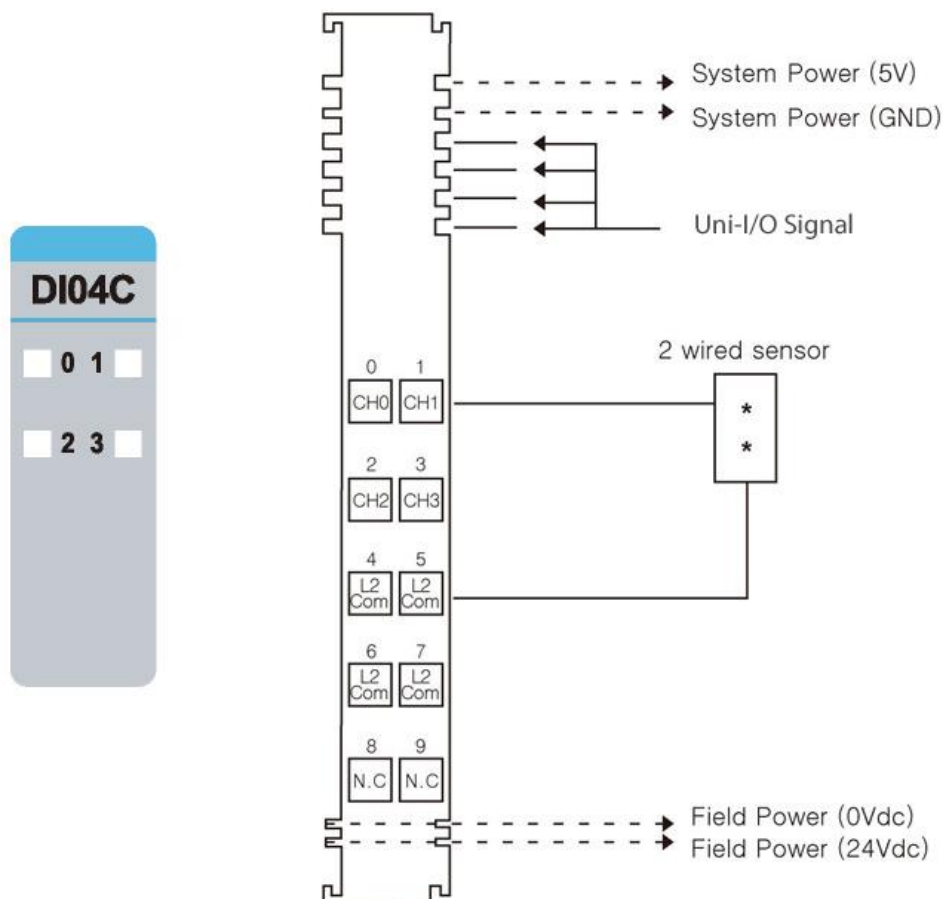 System Power (5V)
System Power (GND)
Uni-I/O Signal
DI04C
0 1
2 3
2 wired sensor
*
*
0 1
CH0 CH1
2 3
CH2 CH3
4 5
L2 Com L2 Com
6 7
L2 Com L2 Com
8 9
N.C N.C
Field Power (0Vdc)
Field Power (24Vdc)